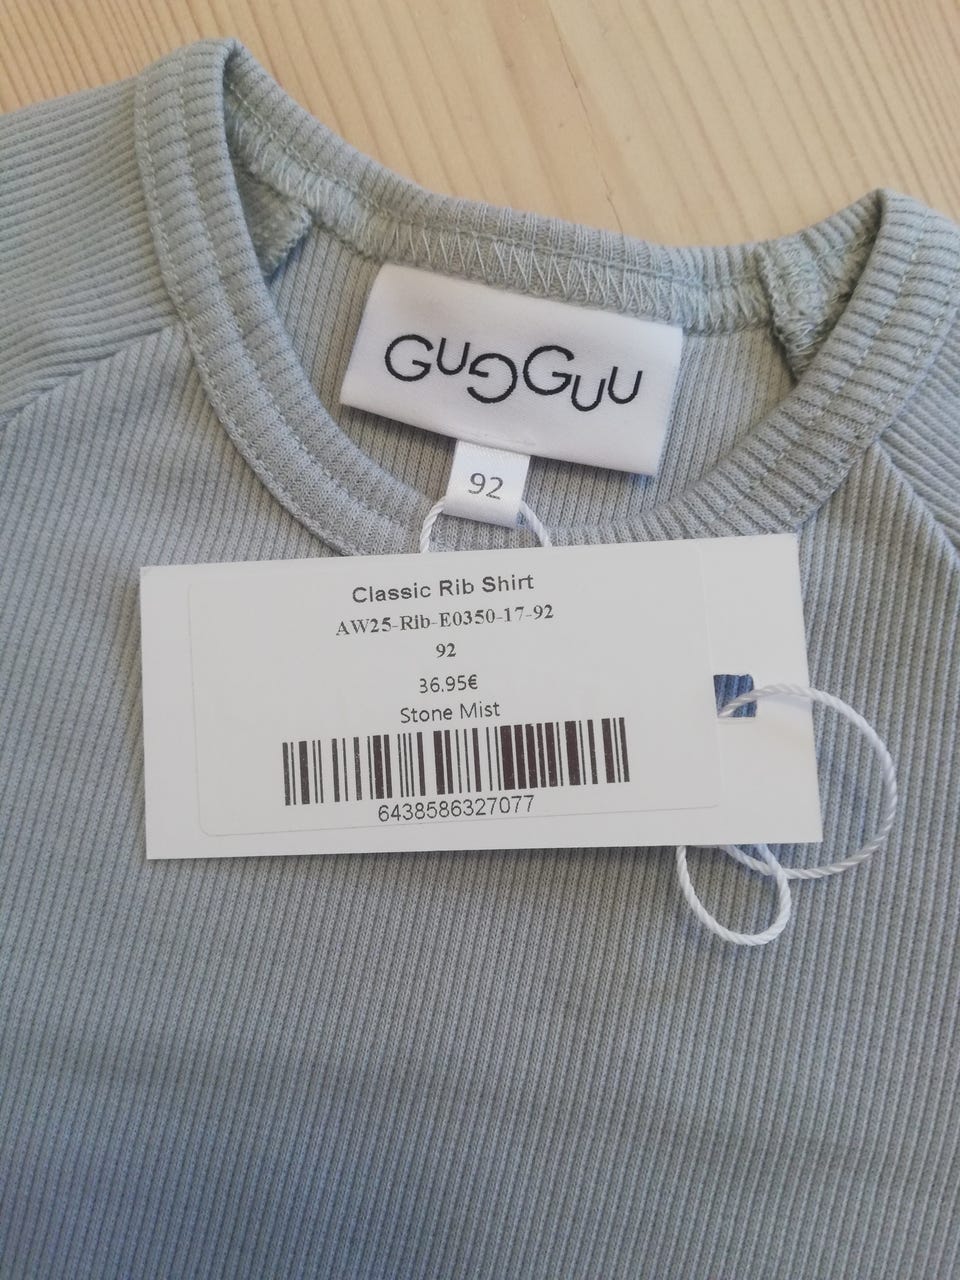 GUGGUU
92
Classic Rib Shirt
AW25-Rib-E0350-17-92
92
36.95€
Stone Mist
6438586327077